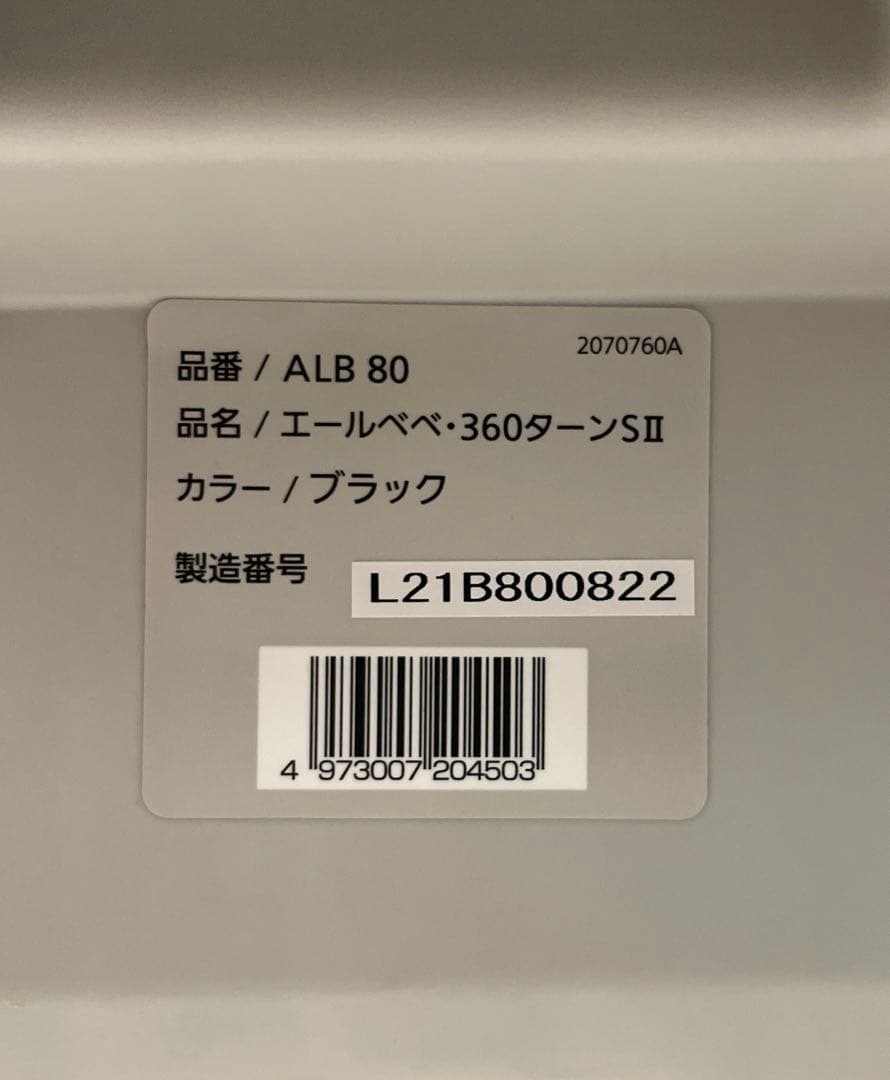 2070760A
品番 / ALB 80
品名 / エールベベ・360ターンSⅡ
カラー / ブラック
製造番号 L21B800822
4 973007 204503